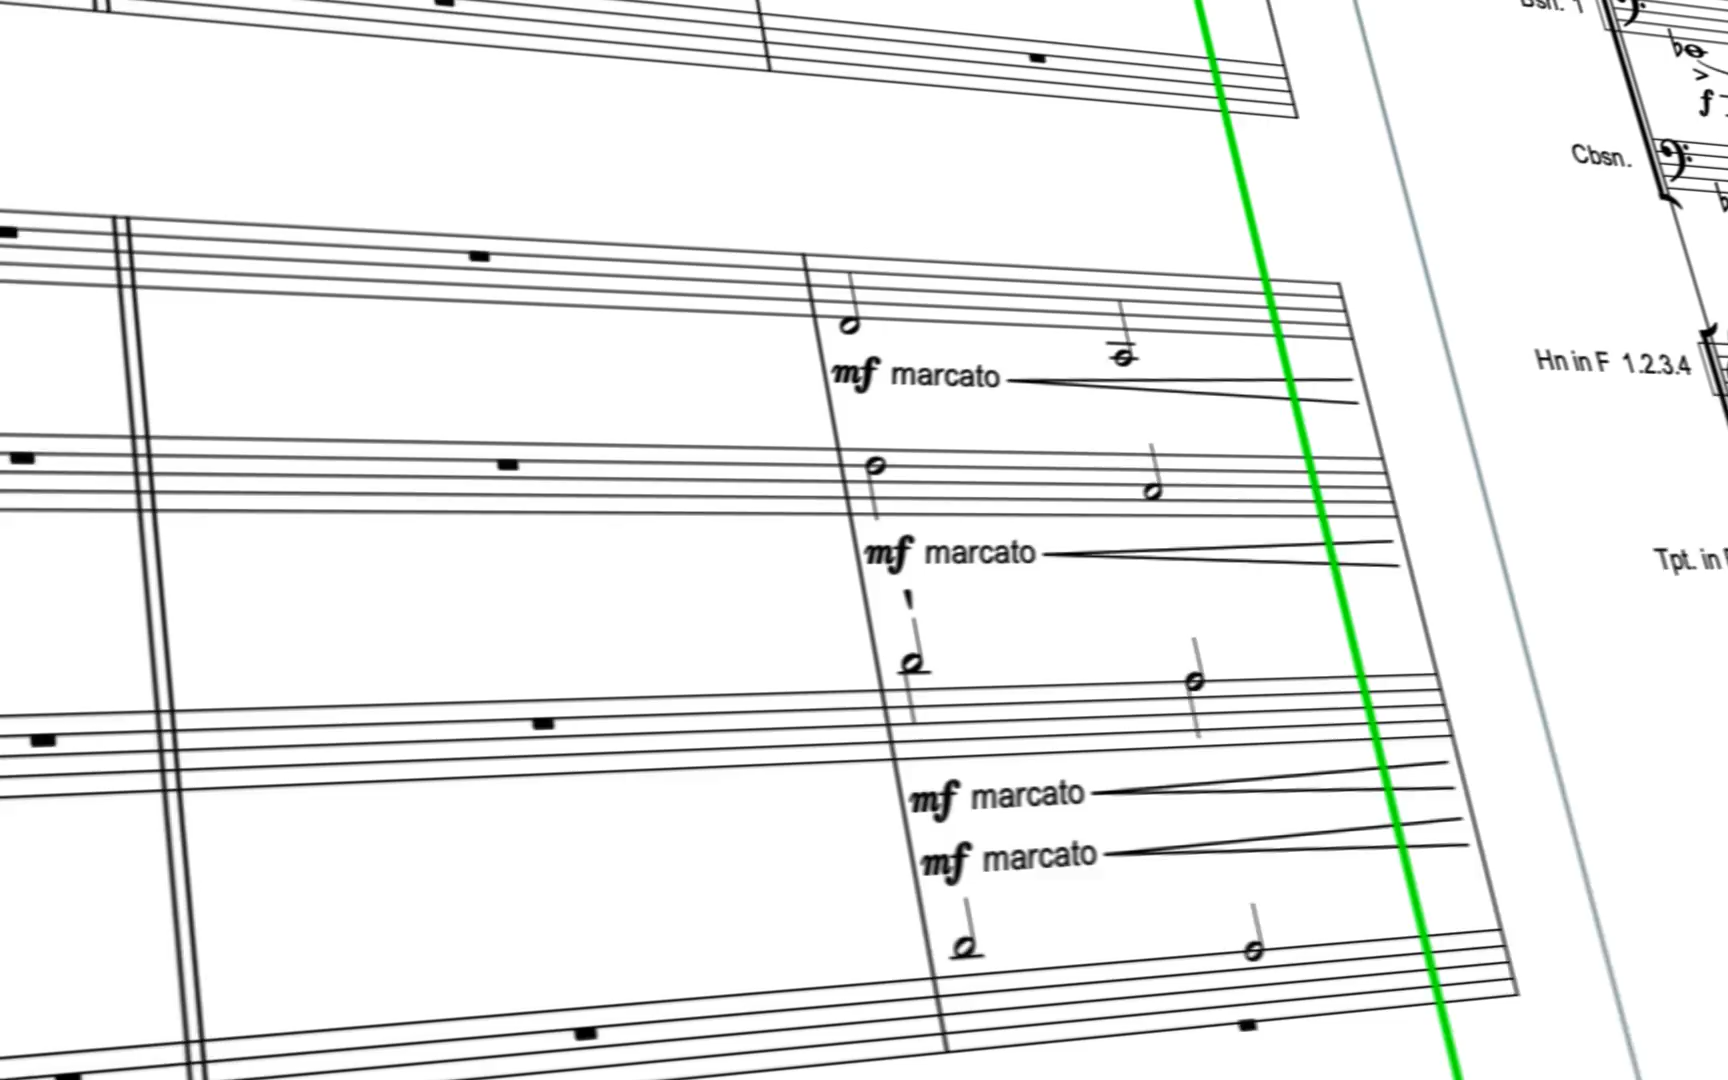 Bsn. 1
f
Cbsn.
mf marcato
Hn in F 1.2.3.4
mf marcato
Tpt. in
mf marcato
mf marcato